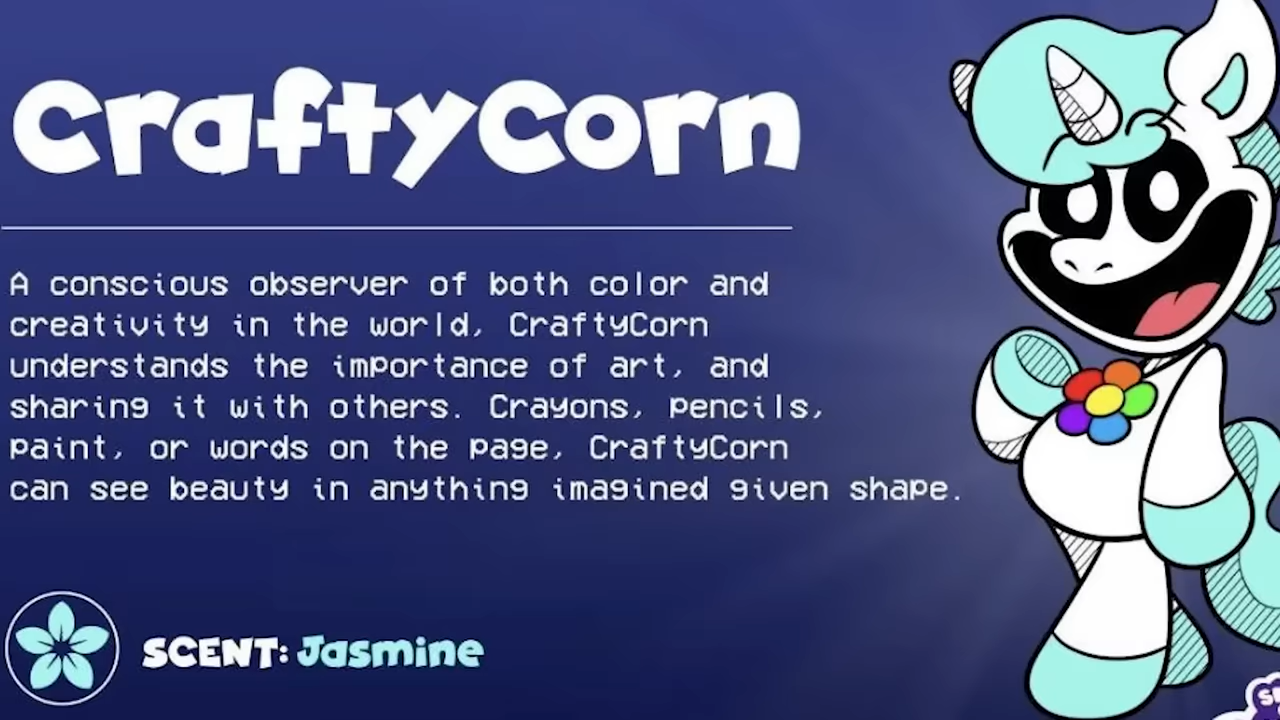 CraftyCorn
A conscious observer of both color and
creativity in the world, CraftyCorn
understands the importance of art, and
sharing it with others. Crayons, pencils,
paint, or words on the page, CraftyCorn
can see beauty in anything imagined given shape.
SCENT: Jasmine